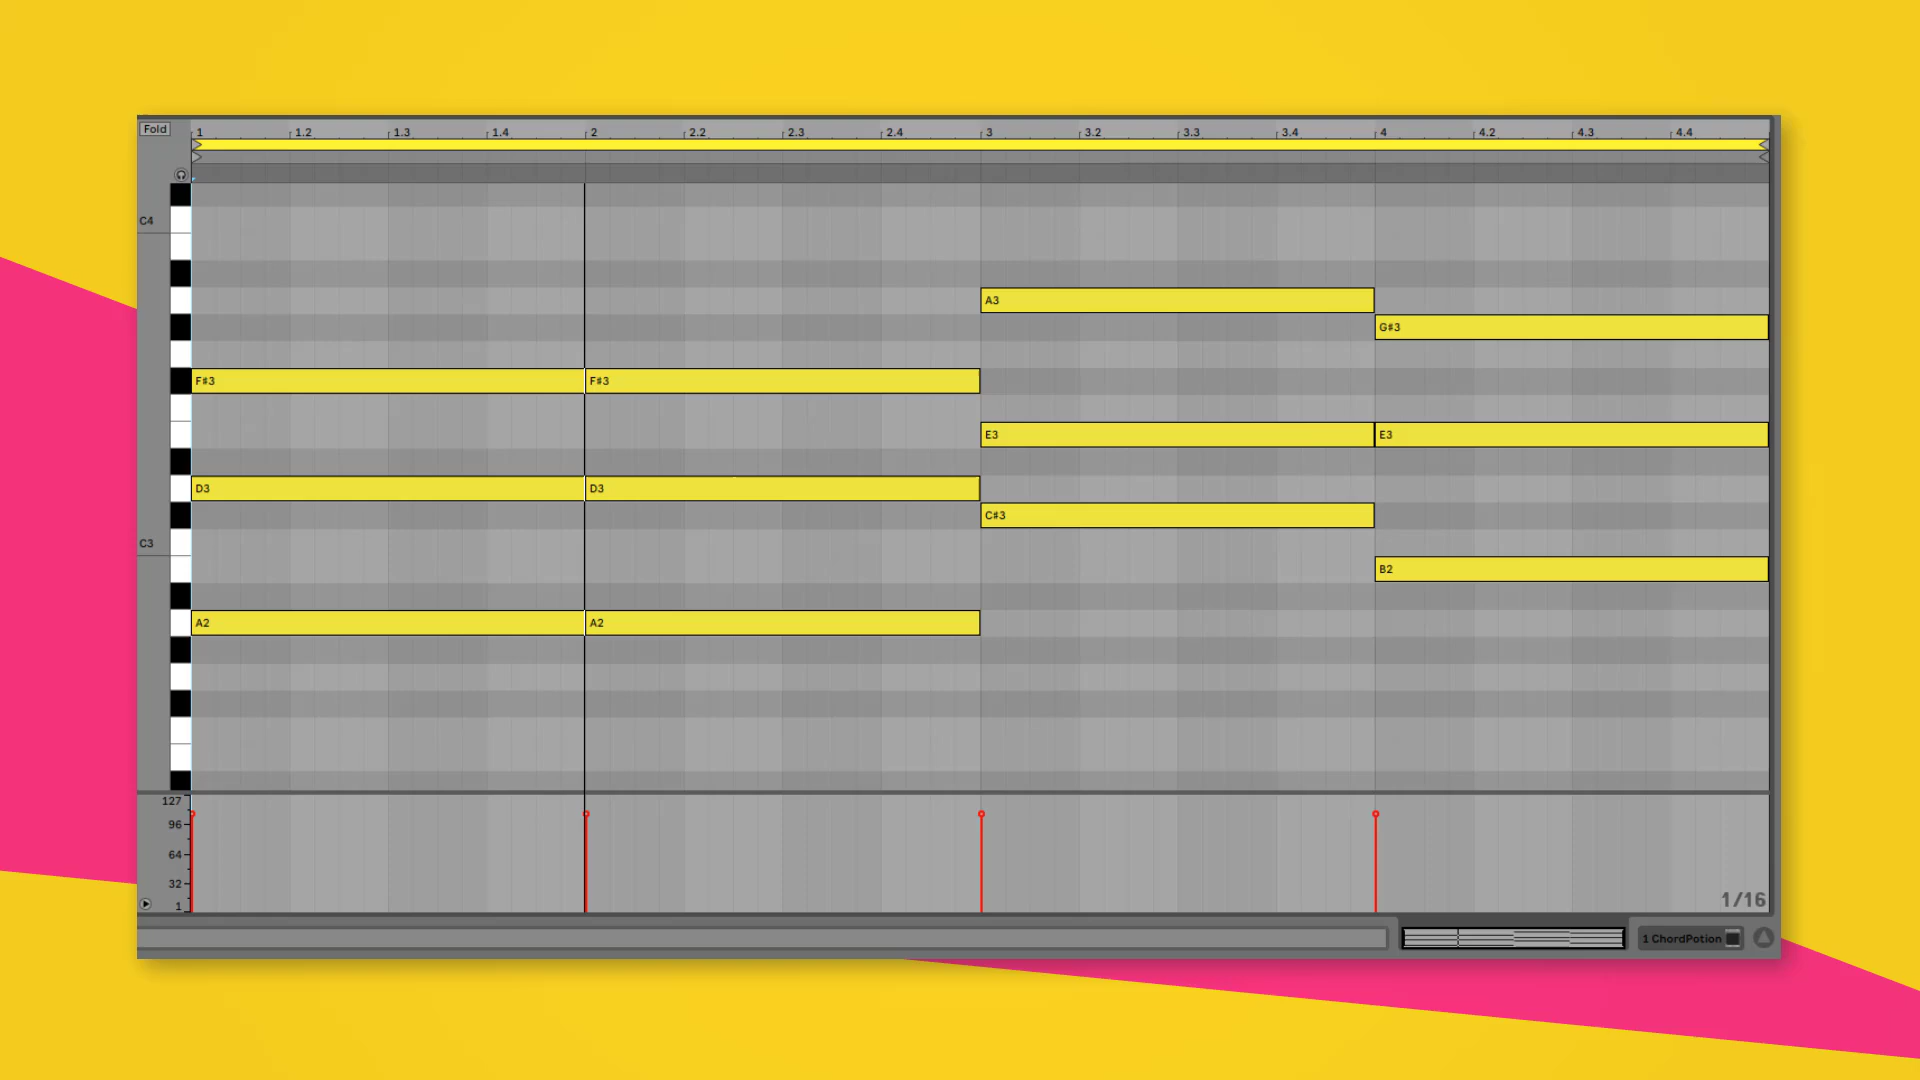 Fold
1 1.2 1.3 1.4 2 2.2 2.3 2.4 3 3.2 3.3 3.4 4 4.2 4.3 4.4
C4
A3
G#3
F#3 F#3
E3 E3
D3 D3
C#3
C3
B2
A2 A2
127
96
64
32
1
1/16
1 ChordPotion